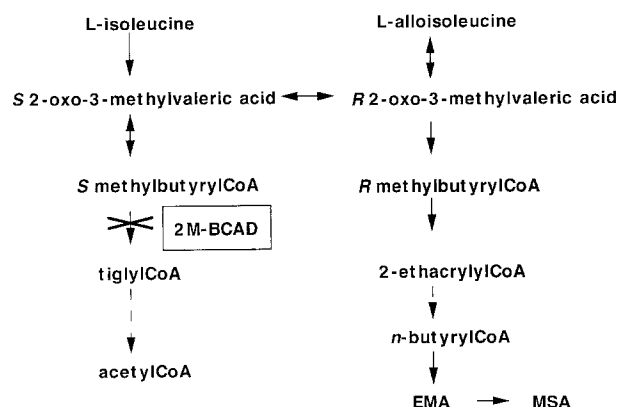 L-isoleucine
L-alloisoleucine
S 2-oxo-3-methylvaleric acid
R 2-oxo-3-methylvaleric acid
S methylbutyrylCoA
R methylbutyrylCoA
2M-BCAD
tiglylCoA
2-ethacrylylCoA
n-butyrylCoA
acetylCoA
EMA
MSA